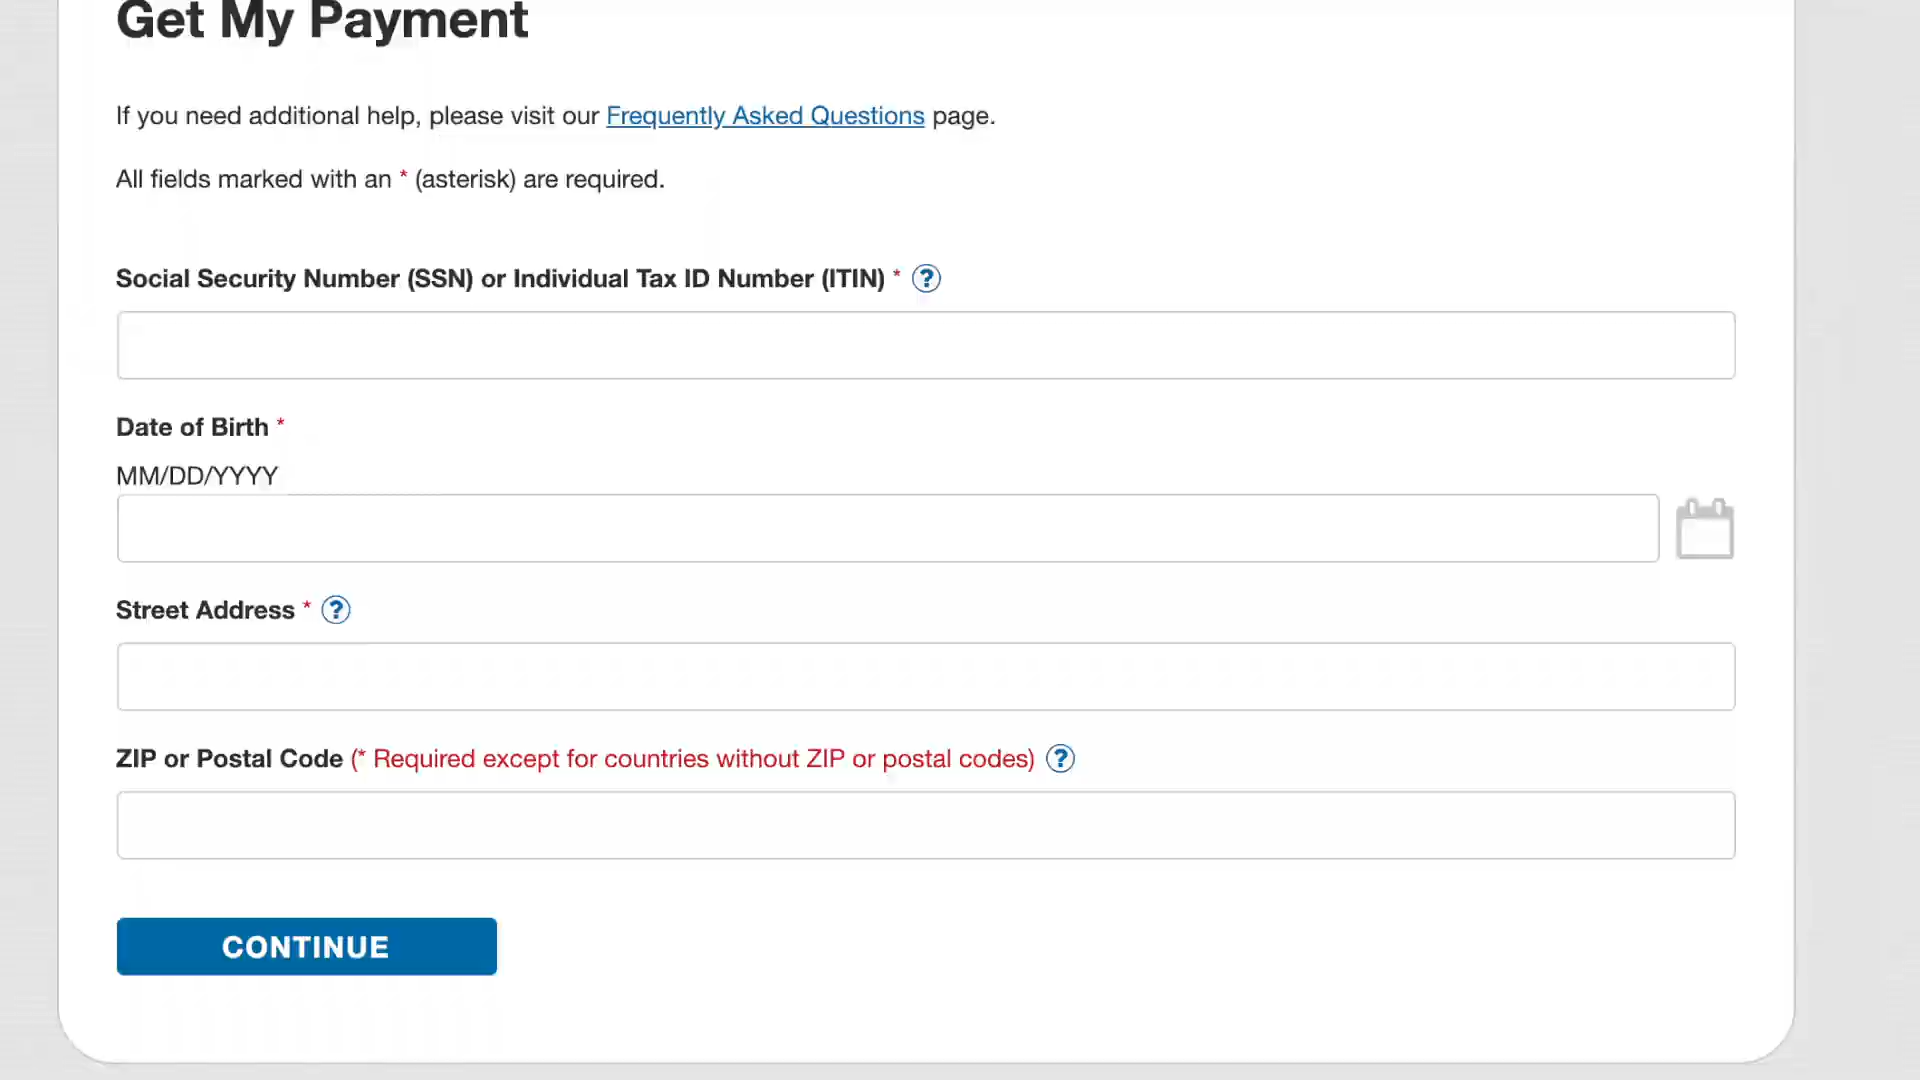 Get My Payment
If you need additional help, please visit our Frequently Asked Questions page.
All fields marked with an * (asterisk) are required.
Social Security Number (SSN) or Individual Tax ID Number (ITIN) * ?
Date of Birth *
MM/DD/YYYY
Street Address * ?
ZIP or Postal Code (* Required except for countries without ZIP or postal codes) ?
CONTINUE